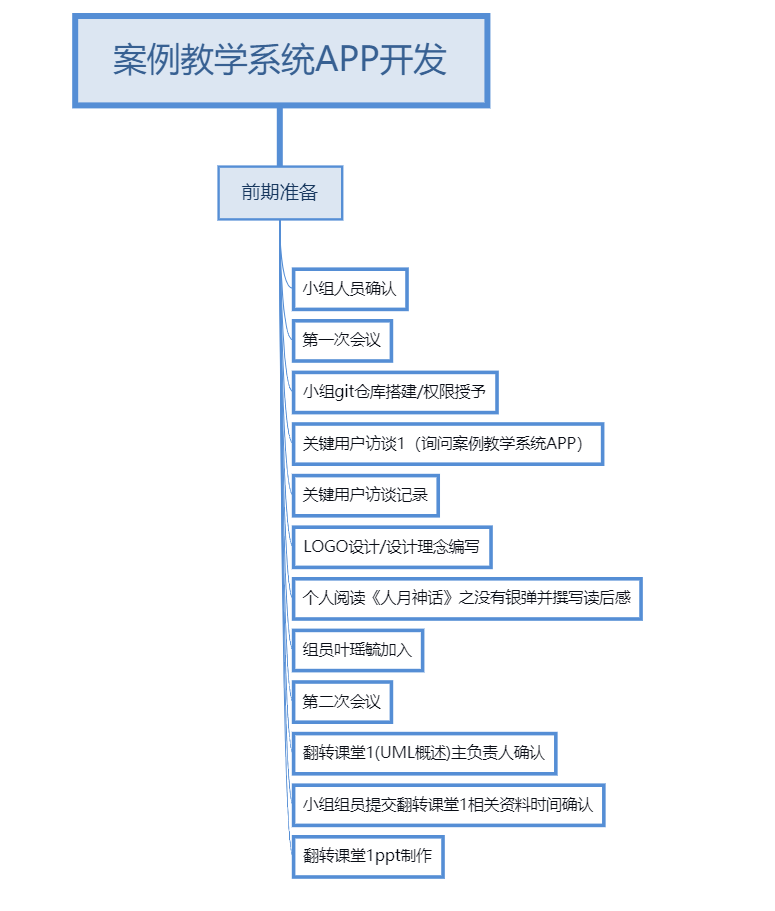 案例教学系统APP开发
前期准备
小组人员确认
第一次会议
小组git仓库搭建/权限授予
关键用户访谈1（询问案例教学系统APP）
关键用户访谈记录
LOGO设计/设计理念编写
个人阅读《人月神话》之没有银弹并撰写读后感
组员叶瑶毓加入
第二次会议
翻转课堂1(UML概述)主负责人确认
小组组员提交翻转课堂1相关资料时间确认
翻转课堂1ppt制作